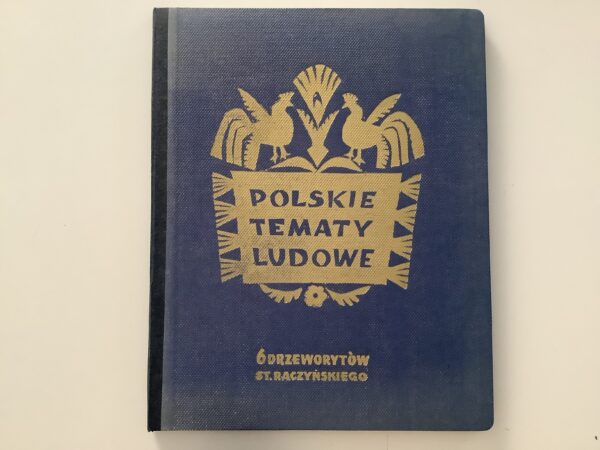 POLSKIE
TEMATY
LUDOWE
6 DRZEWORYTÓW
ST. RACZYŃSKIEGO